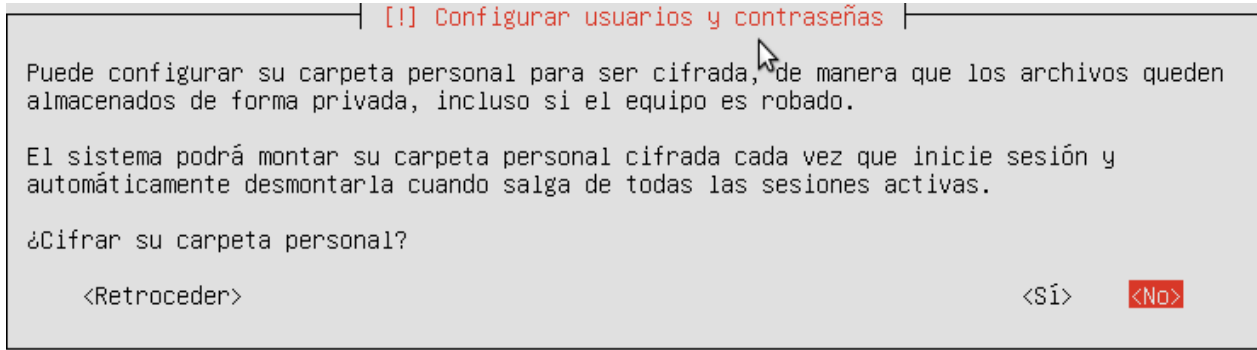 [!] Configurar usuarios y contraseñas
Puede configurar su carpeta personal para ser cifrada, de manera que los archivos queden
almacenados de forma privada, incluso si el equipo es robado.
El sistema podrá montar su carpeta personal cifrada cada vez que inicie sesión y
automáticamente desmontarla cuando salga de todas las sesiones activas.
¿Cifrar su carpeta personal?
<Retroceder> <Sí> <No>